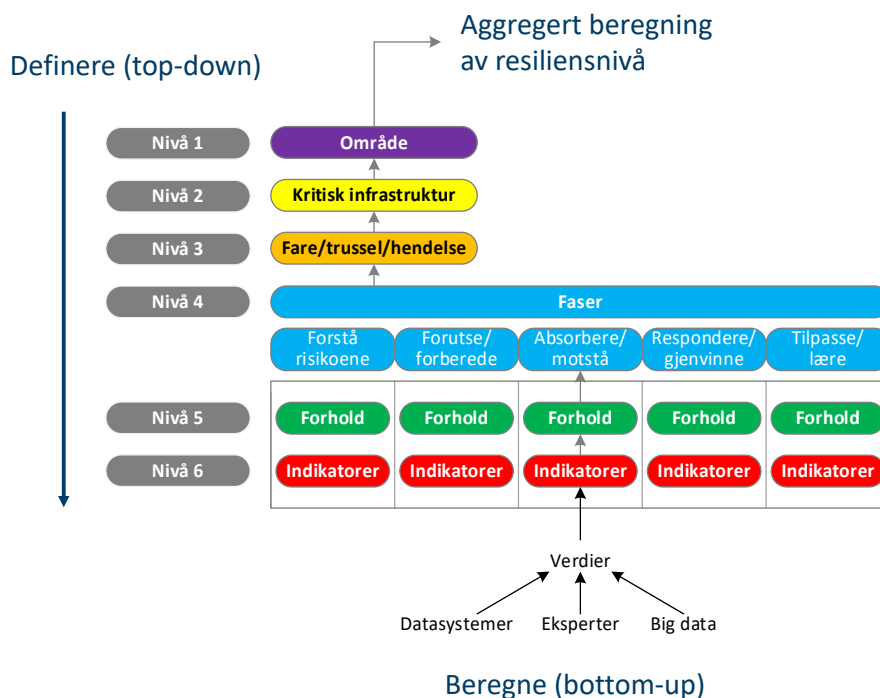 Aggregert beregning
av resiliensnivå
Definere (top-down)
Nivå 1
Område
Nivå 2
Kritisk infrastruktur
Nivå 3
Fare/trussel/hendelse
Nivå 4
Faser
Forstå
risikoene
Forutse/
forberede
Absorbere/
motstå
Respondere/
gjenvinne
Tilpasse/
lære
Nivå 5
Forhold
Forhold
Forhold
Forhold
Forhold
Nivå 6
Indikatorer
Indikatorer
Indikatorer
Indikatorer
Indikatorer
Verdier
Datasystemer
Eksperter
Big data
Beregne (bottom-up)